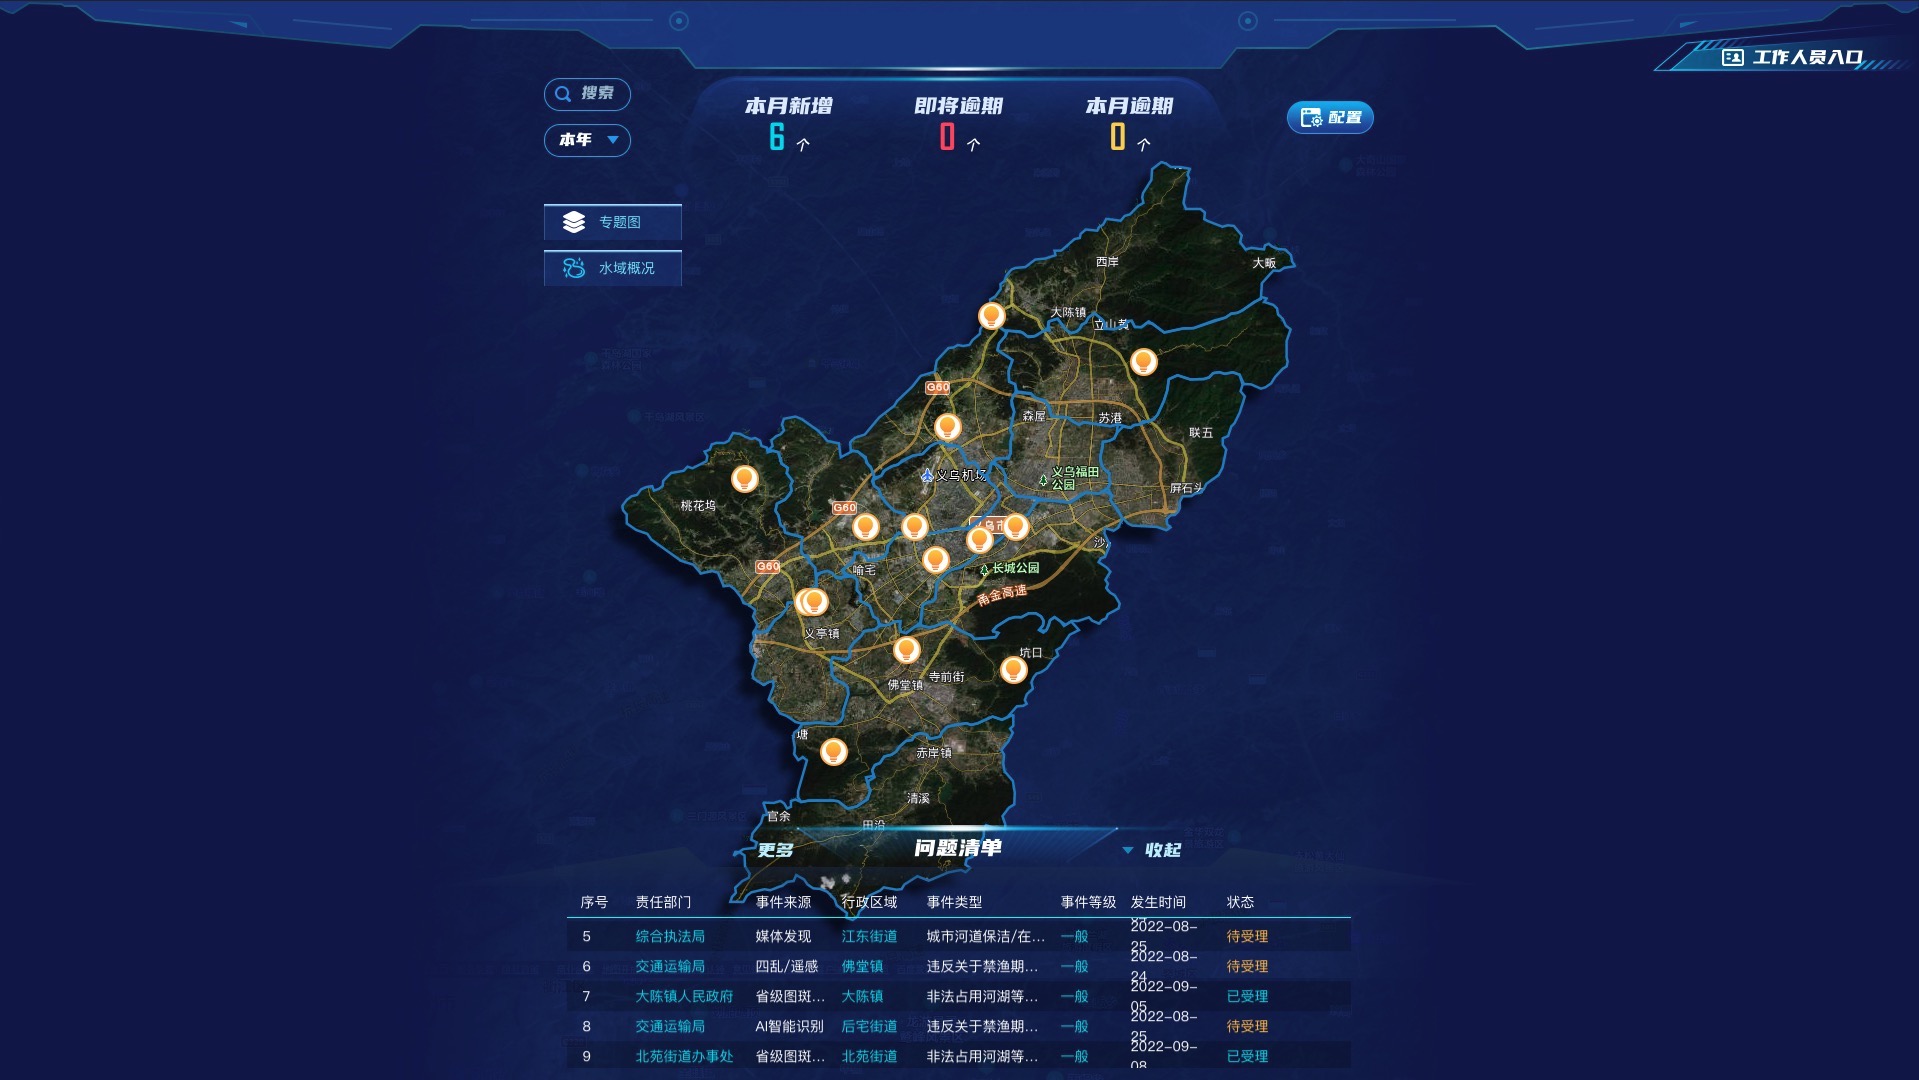 工作人员入口
搜索
本月新增
即将逾期
本月逾期
6 个
0 个
0 个
配置
本年
专题图
水域概况
西岸
大畈
大陈镇
G60
森屋
苏港
联五
义乌机场
义乌福田
公园
屏石头
桃花坞
G60
长城公园
G60
喻宅
甬金高速
义亭镇
坑口
寺前街
佛堂镇
塘
赤岸镇
清溪
官余
田沿
更多
问题清单
收起
序号 责任部门 事件来源 行政区域 事件类型 事件等级 发生时间 状态
5 综合执法局 媒体发现 江东街道 城市河道保洁/在... 一般 2022-08-25 待受理
6 交通运输局 四乱/遥感 佛堂镇 违反关于禁渔期... 一般 2022-08-24 待受理
7 大陈镇人民政府 省级图斑... 大陈镇 非法占用河湖等... 一般 2022-09-05 已受理
8 交通运输局 AI智能识别 后宅街道 违反关于禁渔期... 一般 2022-08-25 待受理
9 北苑街道办事处 省级图斑... 北苑街道 非法占用河湖等... 一般 2022-09-08 已受理